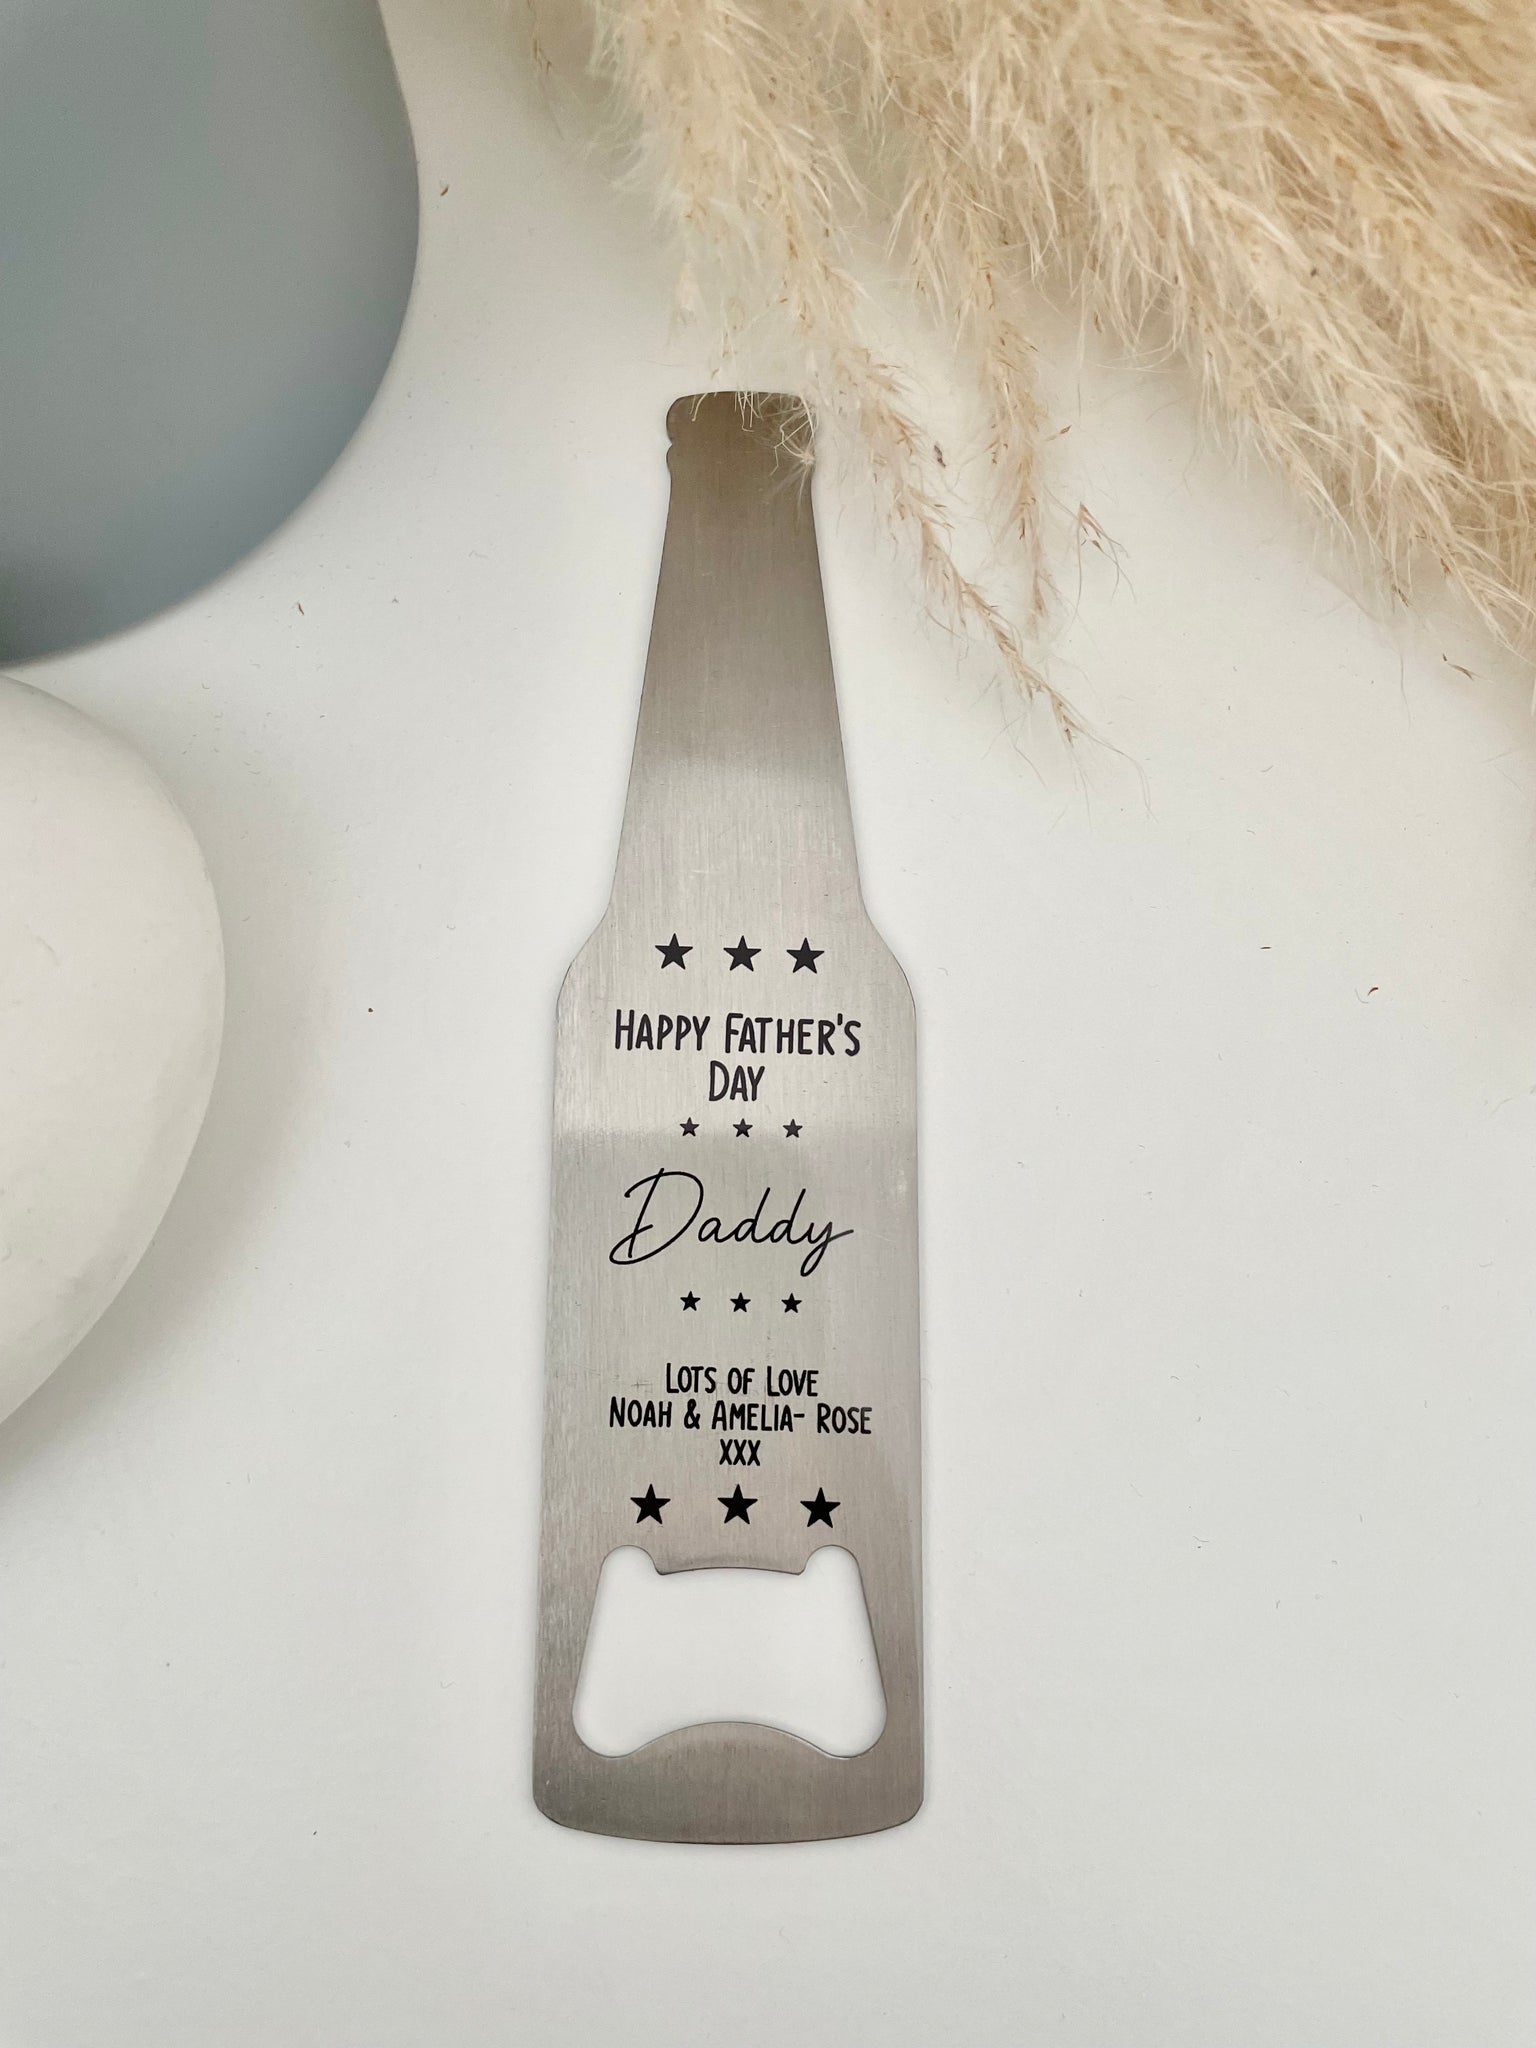 Happy Father's
Day
Daddy
Lots of Love
Noah & Amelia- Rose
xxx